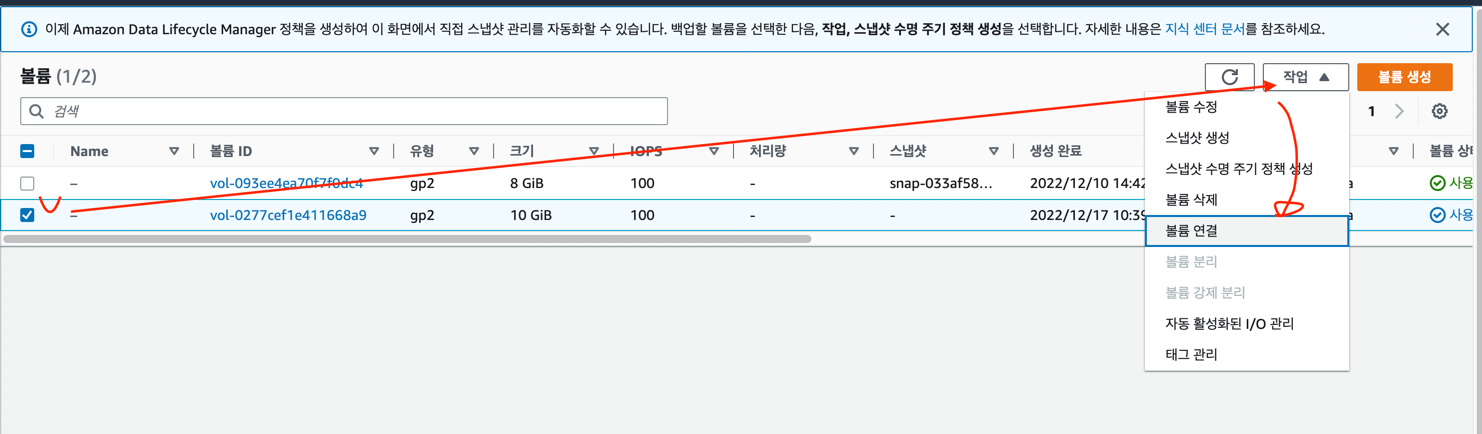 이제 Amazon Data Lifecycle Manager 정책을 생성하여 이 화면에서 직접 스냅샷 관리를 자동화할 수 있습니다. 백업할 볼륨을 선택한 다음, 작업, 스냅샷 수명 주기 정책 생성을 선택합니다. 자세한 내용은 지식 센터 문서를 참조하세요.
볼륨 (1/2)
작업
볼륨 생성
검색
1
Name 볼륨 ID 유형 크기 IOPS 처리량 스냅샷 생성 완료 볼륨 상태
– vol-093ee4ea70f7f0dc4 gp2 8 GiB 100 - snap-033af58... 2022/12/10 14:42 a 사용
– vol-0277cef1e411668a9 gp2 10 GiB 100 - - 2022/12/17 10:39 a 사용
볼륨 수정
스냅샷 생성
스냅샷 수명 주기 정책 생성
볼륨 삭제
볼륨 연결
볼륨 분리
볼륨 강제 분리
자동 활성화된 I/O 관리
태그 관리